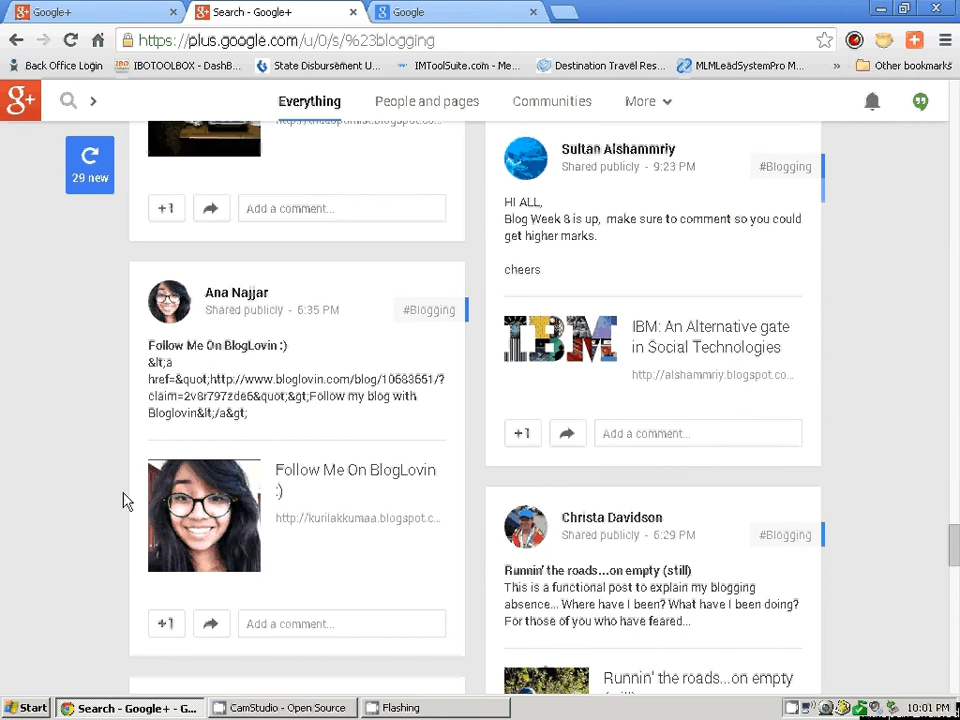 Google+
Search - Google+
Google
https://plus.google.com/u/0/s/%23blogging
Back Office Login
IBOTOOLBOX - DashB...
State Disbursement U...
IMToolSuite.com - Me...
Destination Travel Res...
MLMLeadSystemPro M...
»
Other bookmarks
g+
Everything
People and pages
Communities
More
29 new
+1
Add a comment...
Ana Najjar
Shared publicly - 6:35 PM
#Blogging
Follow Me On BlogLovin :)
&lt;a
href=&quot;http://www.bloglovin.com/blog/10583651/?
claim=2v8r797zde6&quot;&gt;Follow my blog with
Bloglovin&lt;/a&gt;
Follow Me On BlogLovin
:)
http://kurilakkumaa.blogspot.c...
+1
Add a comment...
Sultan Alshammriy
Shared publicly - 9:23 PM
#Blogging
HI ALL,
Blog Week 8 is up, make sure to comment so you could
get higher marks.
cheers
IBM
IBM: An Alternative gate
in Social Technologies
http://alshammriy.blogspot.co...
+1
Add a comment...
Christa Davidson
Shared publicly - 6:29 PM
#Blogging
Runnin' the roads...on empty (still)
This is a functional post to explain my blogging
absence... Where have I been? What have I been doing?
For those of you who have feared...
Runnin' the roads...on empty
Start
Search - Google+ - G...
CamStudio - Open Source
Flashing
10:01 PM